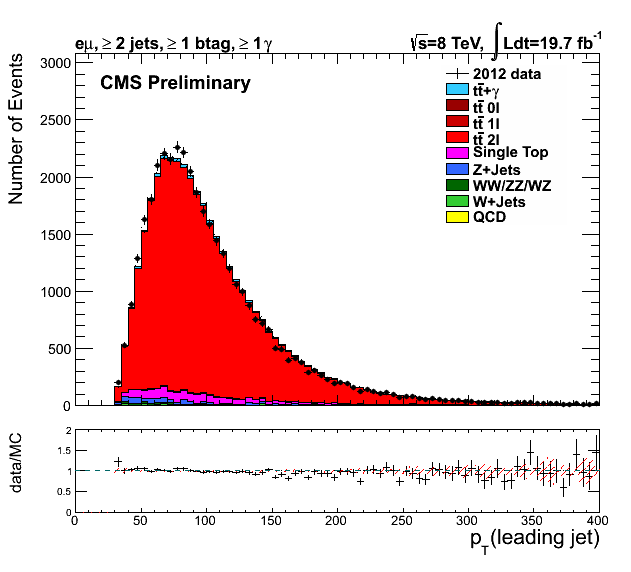 eμ, ≥ 2 jets, ≥ 1 btag, ≥ 1 γ
√s=8 TeV, ∫ Ldt=19.7 fb⁻¹
CMS Preliminary
Number of Events
3000
2500
2000
1500
1000
500
0
2012 data
tt̄+γ
tt̄ 0l
tt̄ 1l
tt̄ 2l
Single Top
Z+Jets
WW/ZZ/WZ
W+Jets
QCD
data/MC
2
1.5
1
0.5
0
0 50 100 150 200 250 300 350 400
p_T(leading jet)